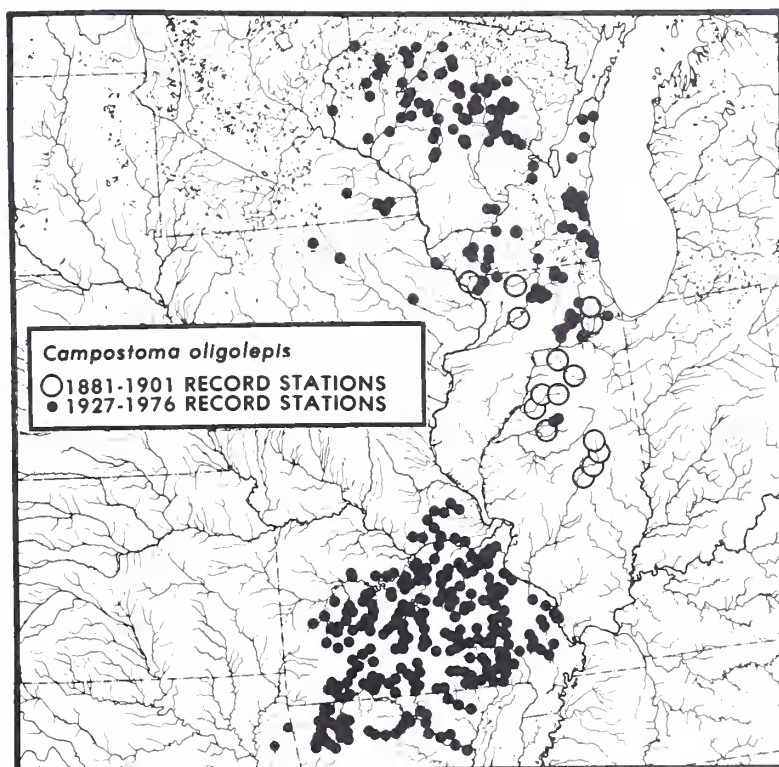 Campostoma oligolepis
○ 1881-1901 RECORD STATIONS
● 1927-1976 RECORD STATIONS